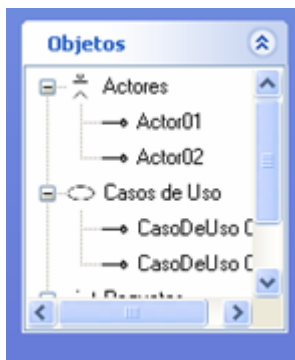 Objetos
Actores
Actor01
Actor02
Casos de Uso
CasoDeUso
CasoDeUso